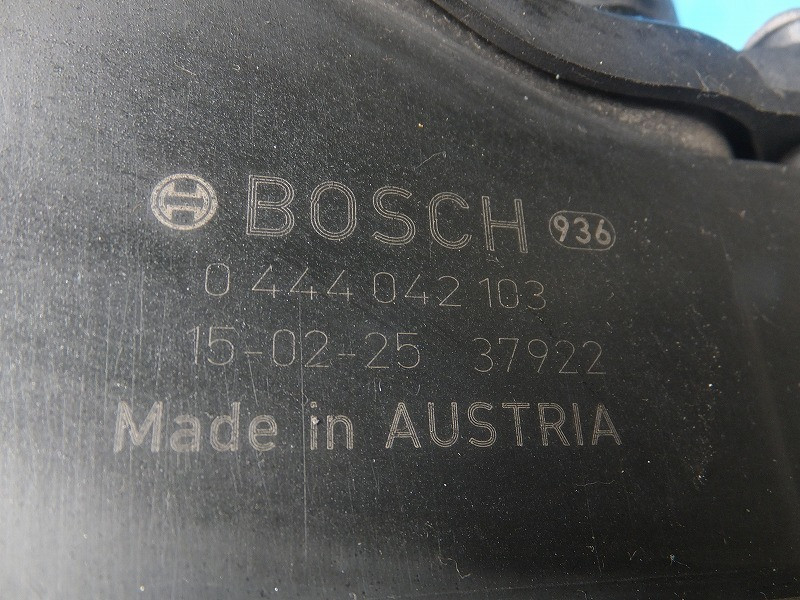 BOSCH 936
0 444 042 103
15-02-25 37922
Made in AUSTRIA